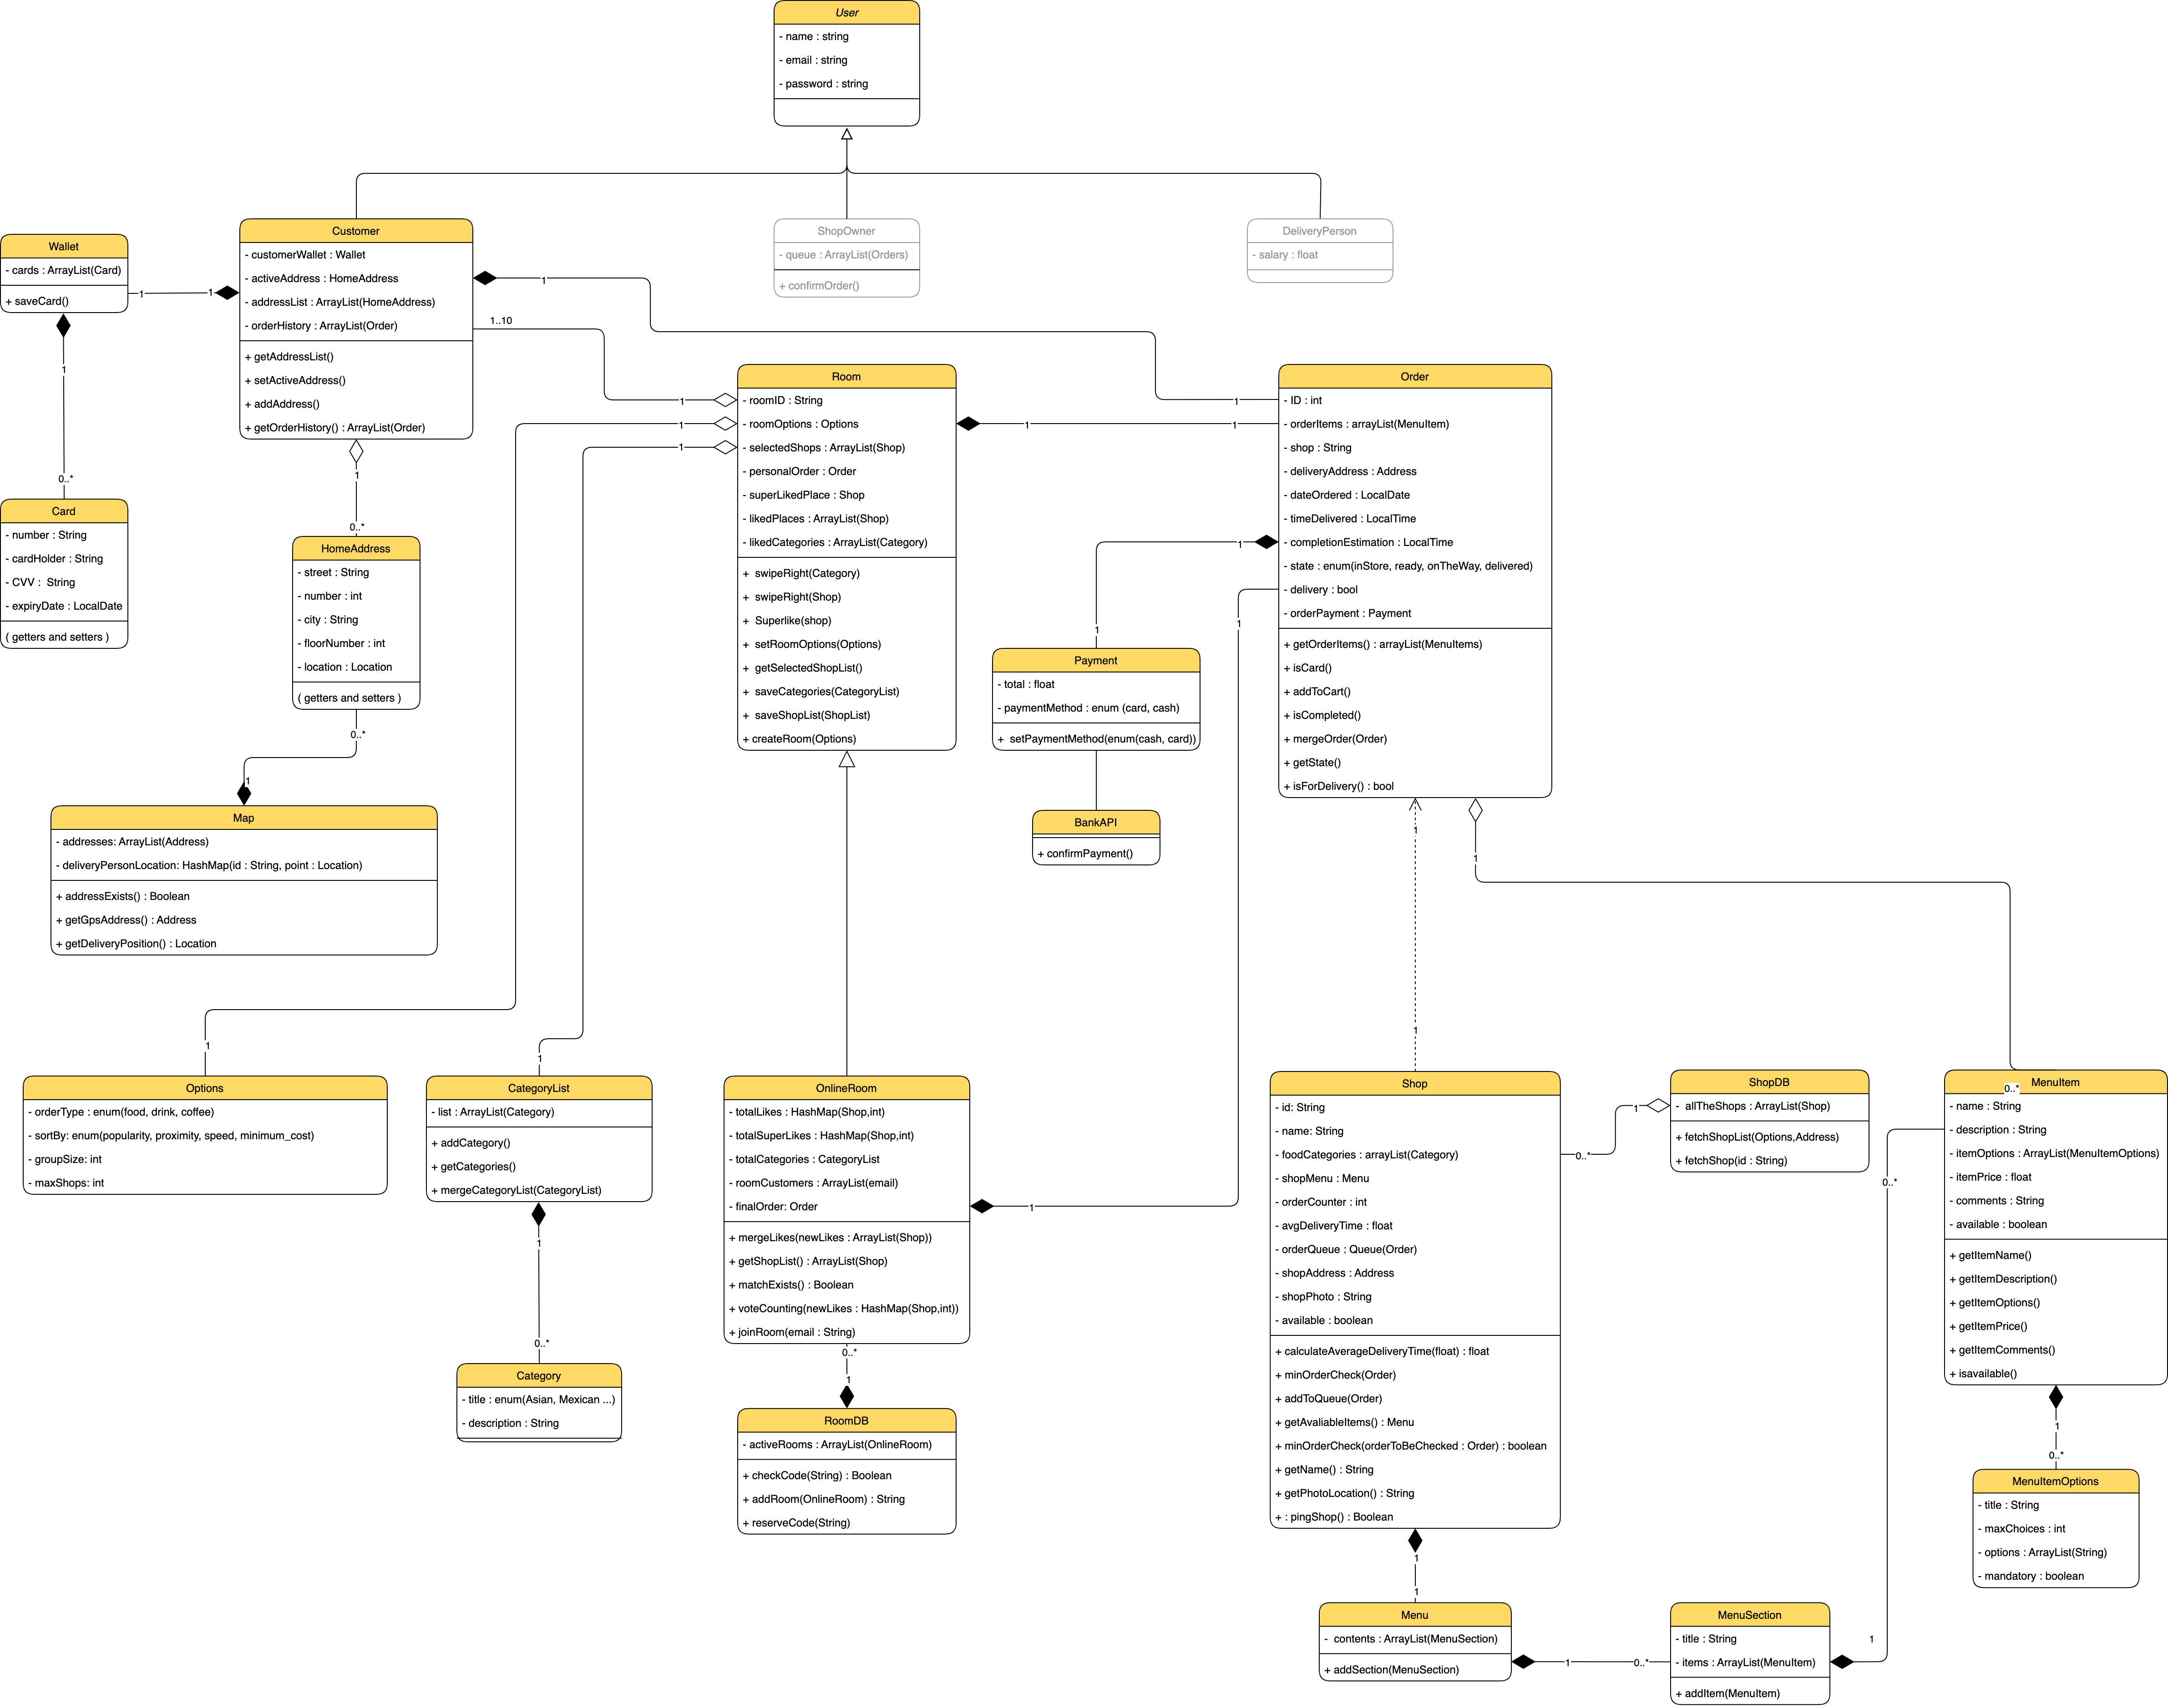 User
- name : string
- email : string
- password : string
Customer
- customerWallet : Wallet
- activeAddress : HomeAddress
- addressList : ArrayList(HomeAddress)
- orderHistory : ArrayList(Order)
+ getAddressList()
+ setActiveAddress()
+ addAddress()
+ getOrderHistory() : ArrayList(Order)
ShopOwner
- queue : ArrayList(Orders)
+ confirmOrder()
DeliveryPerson
- salary : float
Wallet
- cards : ArrayList(Card)
+ saveCard()
1
1
1
1..10
1
0..*
Card
- number : String
- cardHolder : String
- CVV :  String
- expiryDate : LocalDate
( getters and setters )
1
0..*
HomeAddress
- street : String
- number : int
- city : String
- floorNumber : int
- location : Location
( getters and setters )
0..*
1
Map
- addresses: ArrayList(Address)
- deliveryPersonLocation: HashMap(id : String, point : Location)
+ addressExists() : Boolean
+ getGpsAddress() : Address
+ getDeliveryPosition() : Location
1
1
1
Room
- roomID : String
- roomOptions : Options
- selectedShops : ArrayList(Shop)
- personalOrder : Order
- superLikedPlace : Shop
- likedPlaces : ArrayList(Shop)
- likedCategories : ArrayList(Category)
+  swipeRight(Category)
+  swipeRight(Shop)
+  Superlike(shop)
+  setRoomOptions(Options)
+  getSelectedShopList()
+  saveCategories(CategoryList)
+  saveShopList(ShopList)
+ createRoom(Options)
1
1
1
Order
- ID : int
- orderItems : arrayList(MenuItem)
- shop : String
- deliveryAddress : Address
- dateOrdered : LocalDate
- timeDelivered : LocalTime
- completionEstimation : LocalTime
- state : enum(inStore, ready, onTheWay, delivered)
- delivery : bool
- orderPayment : Payment
+ getOrderItems() : arrayList(MenuItems)
+ isCard()
+ addToCart()
+ isCompleted()
+ mergeOrder(Order)
+ getState()
+ isForDelivery() : bool
1
1
1
Payment
- total : float
- paymentMethod : enum (card, cash)
+  setPaymentMethod(enum(cash, card))
BankAPI
+ confirmPayment()
1
1
1
1
Options
- orderType : enum(food, drink, coffee)
- sortBy: enum(popularity, proximity, speed, minimum_cost)
- groupSize: int
- maxShops: int
1
CategoryList
- list : ArrayList(Category)
+ addCategory()
+ getCategories()
+ mergeCategoryList(CategoryList)
1
0..*
Category
- title : enum(Asian, Mexican ...)
- description : String
OnlineRoom
- totalLikes : HashMap(Shop,int)
- totalSuperLikes : HashMap(Shop,int)
- totalCategories : CategoryList
- roomCustomers : ArrayList(email)
- finalOrder: Order
+ mergeLikes(newLikes : ArrayList(Shop))
+ getShopList() : ArrayList(Shop)
+ matchExists() : Boolean
+ voteCounting(newLikes : HashMap(Shop,int))
+ joinRoom(email : String)
1
0..*
1
RoomDB
- activeRooms : ArrayList(OnlineRoom)
+ checkCode(String) : Boolean
+ addRoom(OnlineRoom) : String
+ reserveCode(String)
Shop
- id: String
- name: String
- foodCategories : arrayList(Category)
- shopMenu : Menu
- orderCounter : int
- avgDeliveryTime : float
- orderQueue : Queue(Order)
- shopAddress : Address
- shopPhoto : String
- available : boolean
+ calculateAverageDeliveryTime(float) : float
+ minOrderCheck(Order)
+ addToQueue(Order)
+ getAvaliableItems() : Menu
+ minOrderCheck(orderToBeChecked : Order) : boolean
+ getName() : String
+ getPhotoLocation() : String
+ : pingShop() : Boolean
0..*
1
ShopDB
-  allTheShops : ArrayList(Shop)
+ fetchShopList(Options,Address)
+ fetchShop(id : String)
0..*
MenuItem
- name : String
- description : String
- itemOptions : ArrayList(MenuItemOptions)
- itemPrice : float
- comments : String
- available : boolean
+ getItemName()
+ getItemDescription()
+ getItemOptions()
+ getItemPrice()
+ getItemComments()
+ isavailable()
0..*
1
0..*
MenuItemOptions
- title : String
- maxChoices : int
- options : ArrayList(String)
- mandatory : boolean
1
1
Menu
-  contents : ArrayList(MenuSection)
+ addSection(MenuSection)
1
0..*
MenuSection
- title : String
- items : ArrayList(MenuItem)
+ addItem(MenuItem)
1